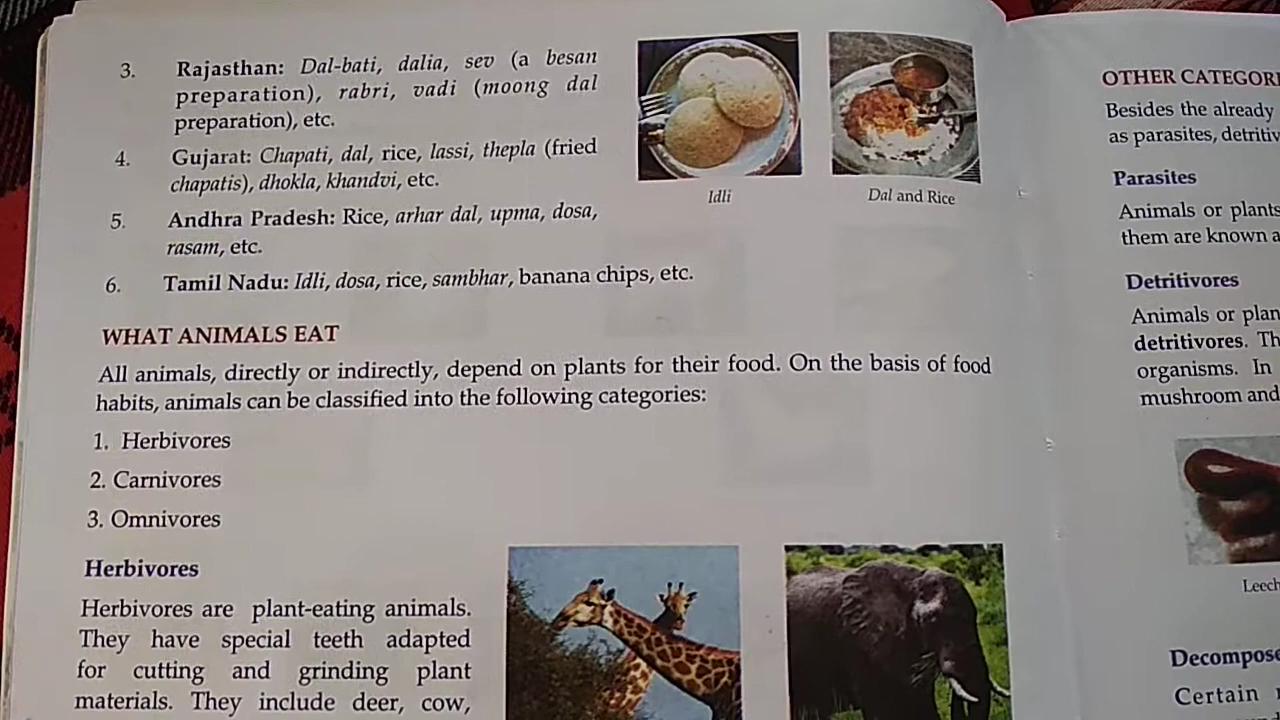 3. Rajasthan: Dal-bati, dalia, sev (a besan
preparation), rabri, vadi (moong dal
preparation), etc.
4. Gujarat: Chapati, dal, rice, lassi, thepla (fried
chapatis), dhokla, khandvi, etc.
5. Andhra Pradesh: Rice, arhar dal, upma, dosa,
rasam, etc.
6. Tamil Nadu: Idli, dosa, rice, sambhar, banana chips, etc.
Idli
Dal and Rice
WHAT ANIMALS EAT
All animals, directly or indirectly, depend on plants for their food. On the basis of food
habits, animals can be classified into the following categories:
1. Herbivores
2. Carnivores
3. Omnivores
Herbivores
Herbivores are plant-eating animals.
They have special teeth adapted
for cutting and grinding plant
materials. They include deer, cow,
OTHER
Besides the already
as parasites,
Parasites
Animals or plants
them are known
Detritivores
Animals or
detritivores.
organisms. In
mushroom and
Leech
Certain